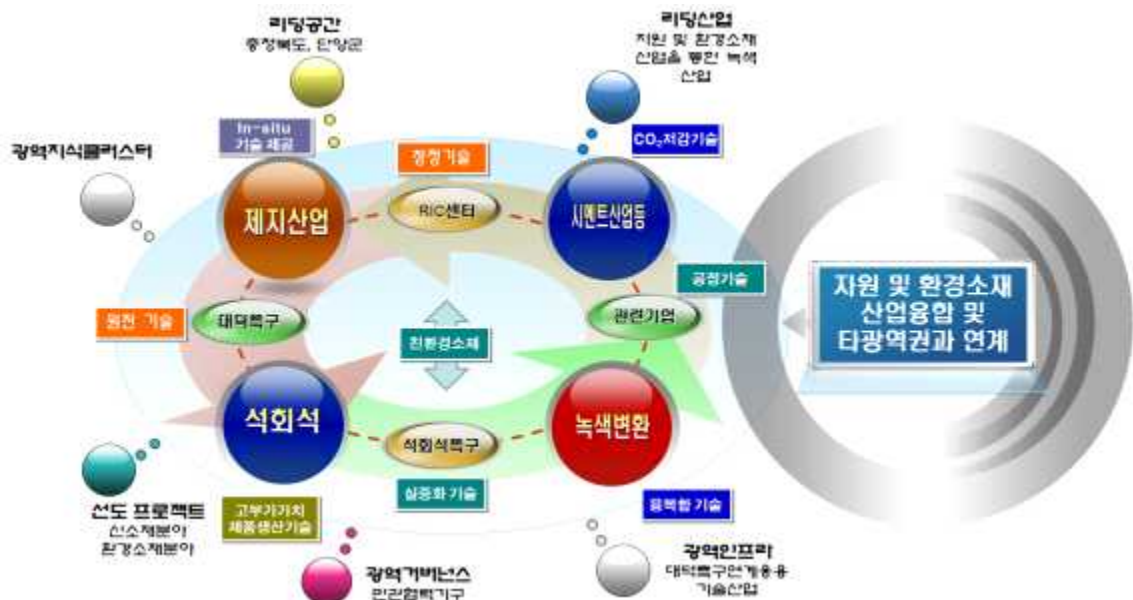 리딩공간
충청북도, 단양군
리딩산업
자원 및 환경소재
산업을 통한 녹색
산업
In-situ
기술 제공
CO₂저감기술
광역지식클러스터
청정기술
제지산업
RIC센터
시멘트산업등
공정기술
자원 및 환경소재
산업융합 및
타광역권과 연계
원천 기술
대덕특구
친환경소재
관련기업
석회석
석회석특구
녹색변환
실증화 기술
고부가가치
제품생산기술
융복합 기술
선도 프로젝트
신소재분야
환경소재분야
광역거버넌스
민관협력기구
광역인프라
대덕특구연계응용
기술산업